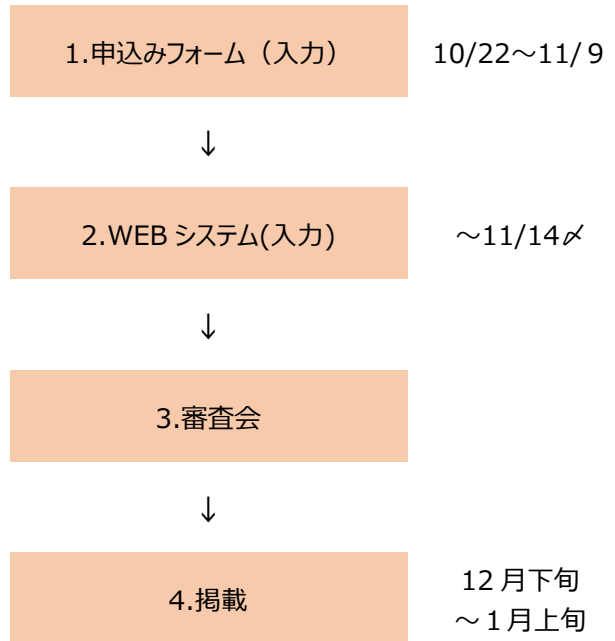 1.申込みフォーム（入力） 10/22～11/ 9
↓
2.WEB システム(入力) ～11/14〆
↓
3.審査会
↓
4.掲載
12 月下旬
～１月上旬